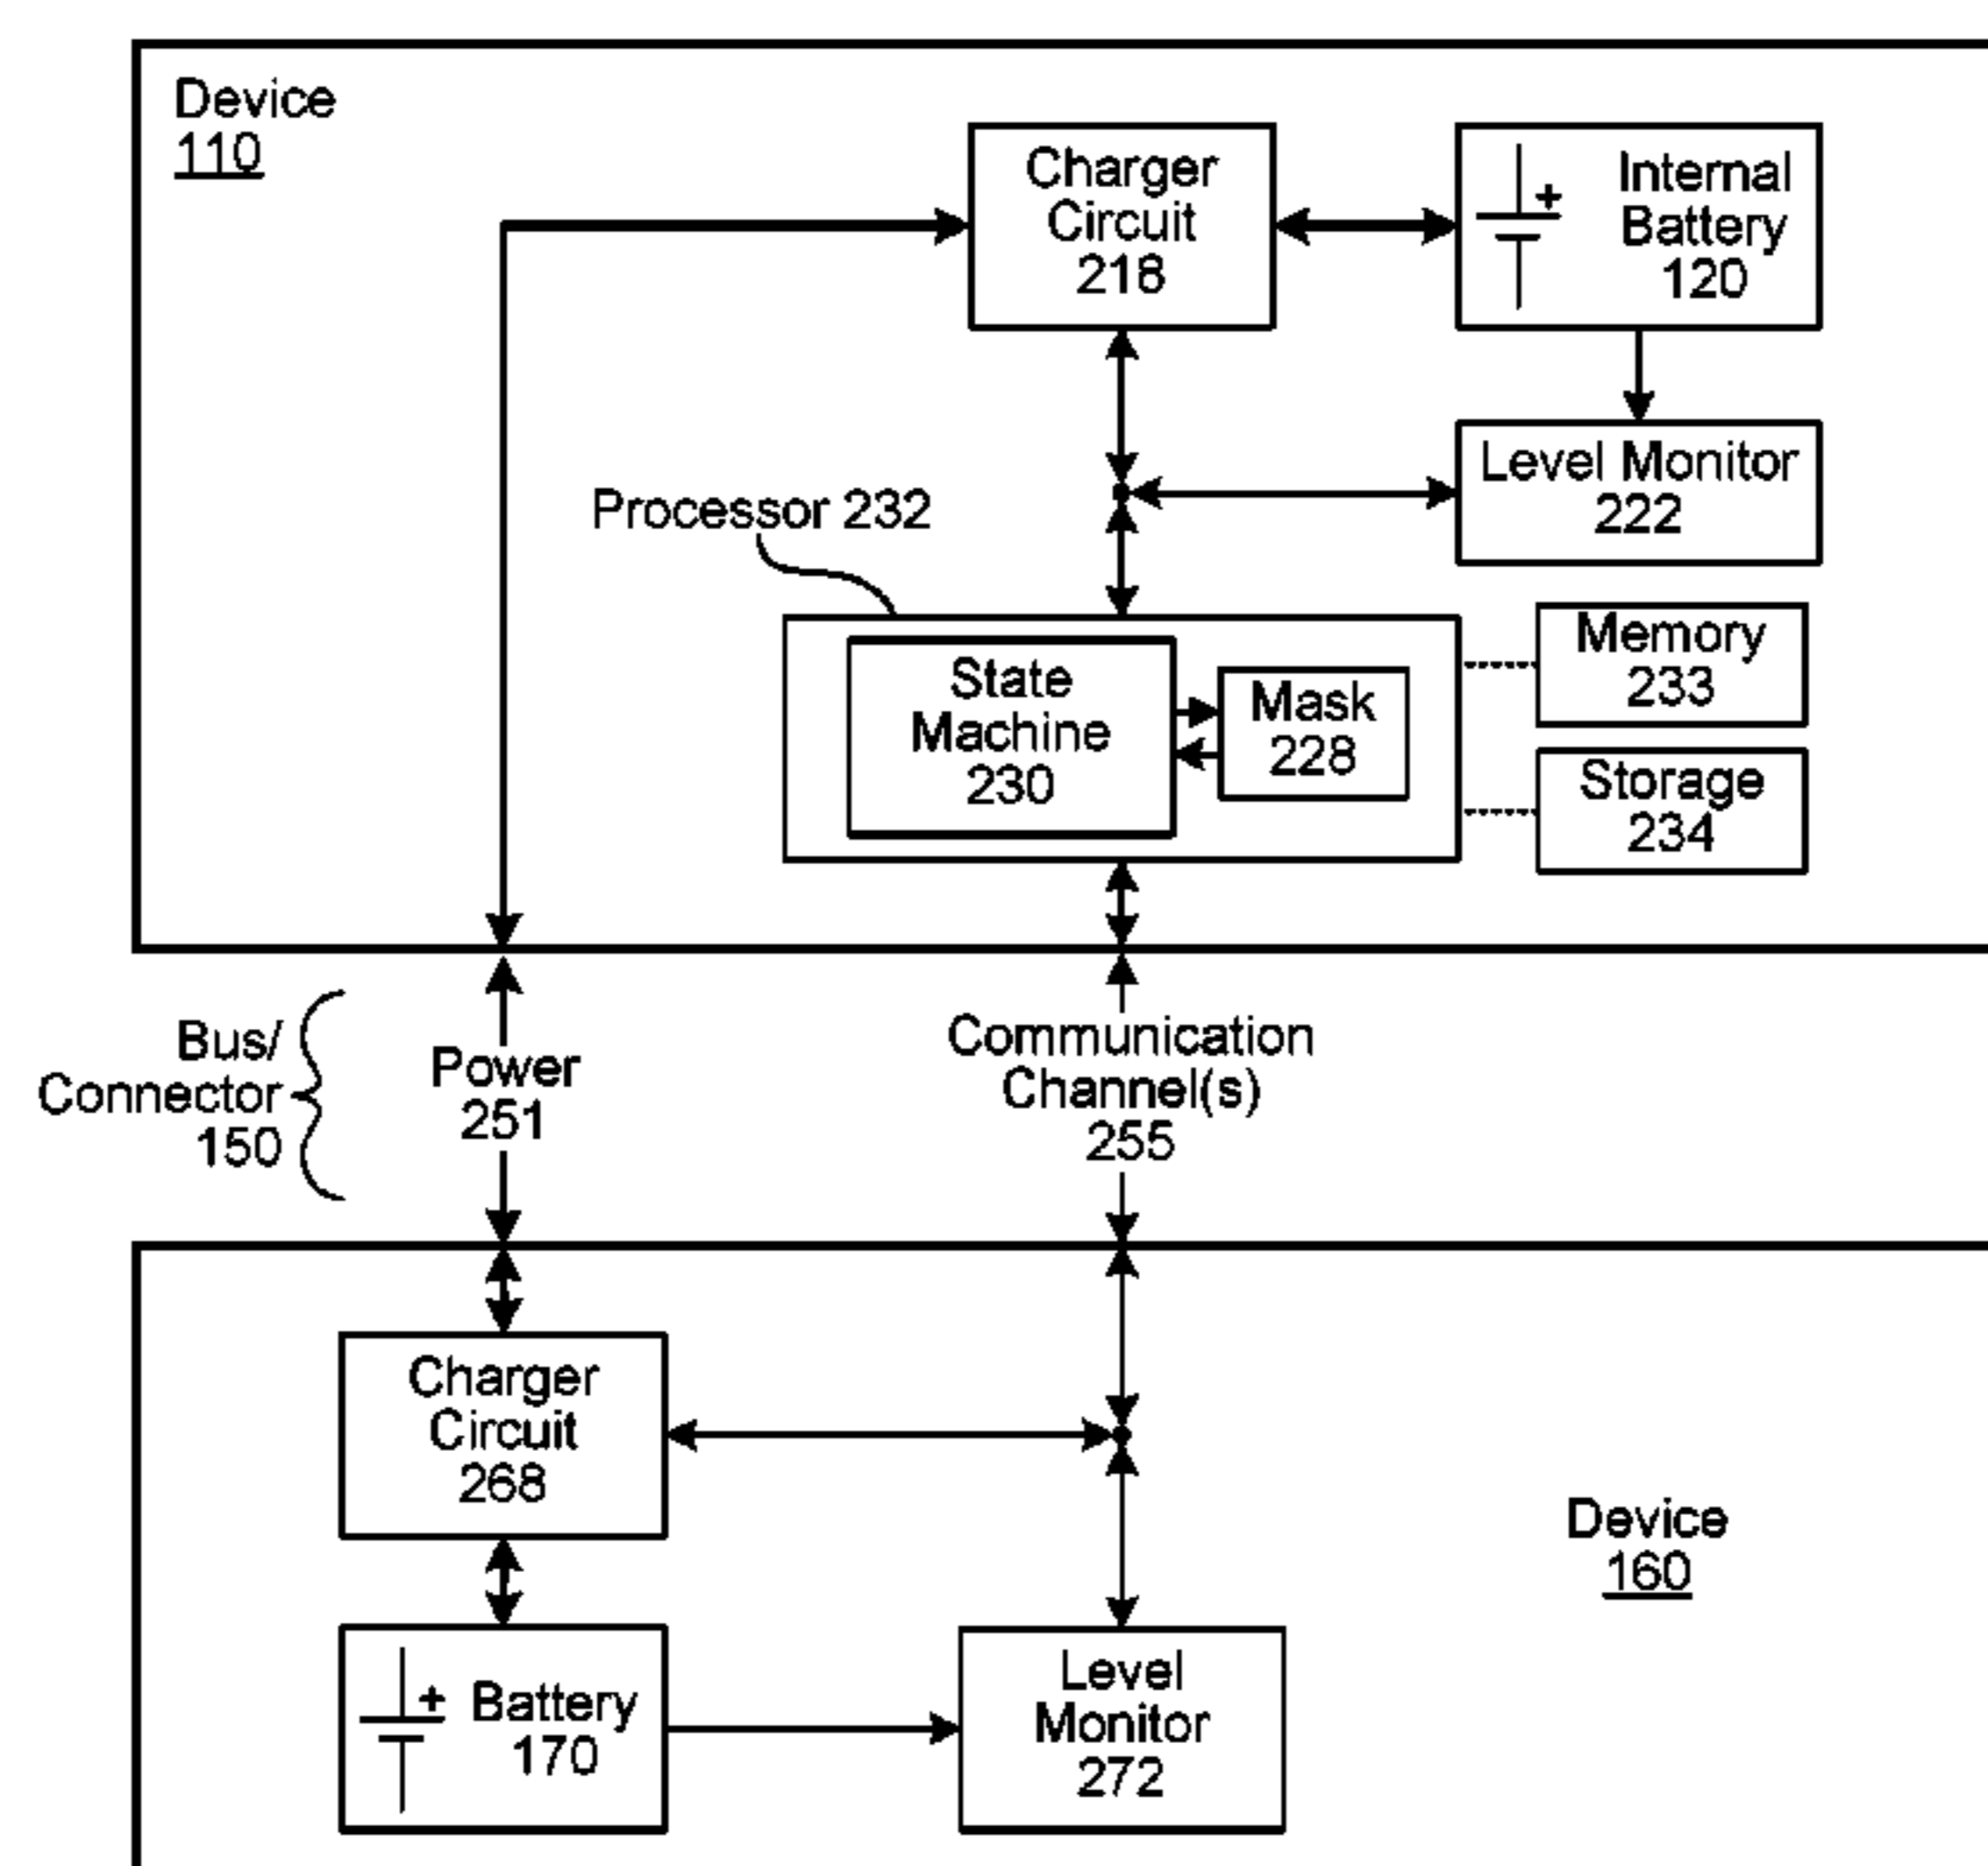 Device
110
Charger
Circuit
218
+
Internal
Battery
120
Level Monitor
222
Processor 232
State
Machine
230
Mask
228
Memory
233
Storage
234
Bus/
Connector
150
Power
251
Communication
Channel(s)
255
Charger
Circuit
268
Device
160
+
Battery
170
Level
Monitor
272